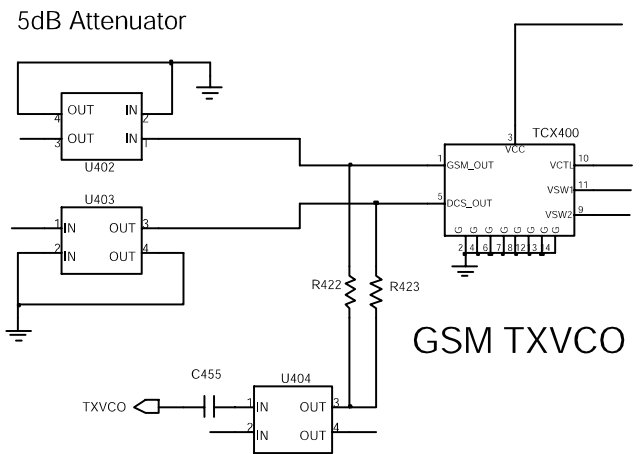 5dB Attenuator
4 OUT IN 2
3 OUT IN 1
U402
TCX400
3
VCC
1 GSM_OUT VCTL 10
5 DCS_OUT VSW1 11
VSW2 9
G G G G G G G G
2 4 6 7 8 12 13 14
U403
1 IN OUT 3
2 IN OUT 4
R422 R423
GSM TXVCO
C455
U404
TXVCO
1 IN OUT 3
2 IN OUT 4